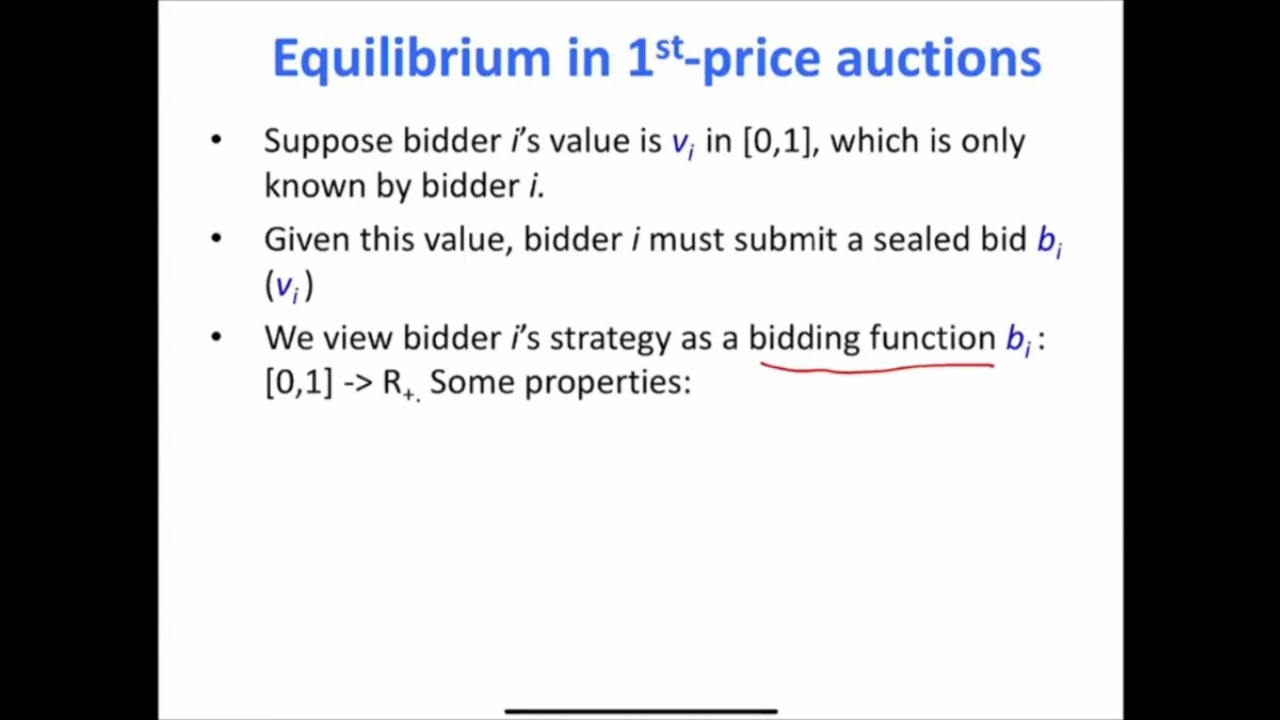 Equilibrium in 1st-price auctions
• Suppose bidder i's value is vi in [0,1], which is only
known by bidder i.
• Given this value, bidder i must submit a sealed bid bi
(vi)
• We view bidder i's strategy as a bidding function bi :
[0,1] -> R+. Some properties: